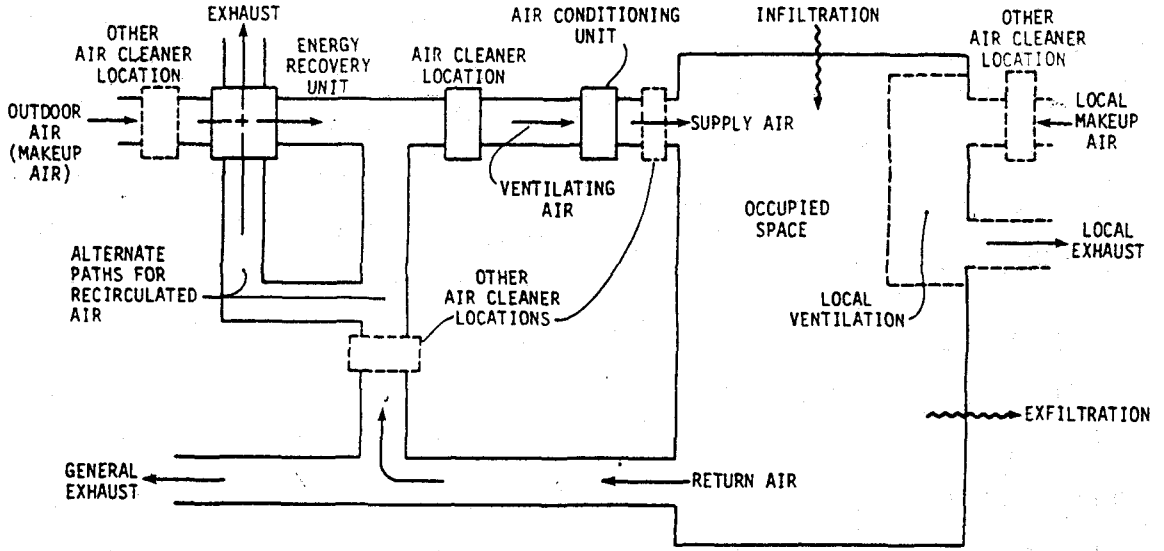 EXHAUST
OTHER
AIR CLEANER
LOCATION
ENERGY
RECOVERY
UNIT
AIR CLEANER
LOCATION
AIR CONDITIONING
UNIT
INFILTRATION
OTHER
AIR CLEANER
LOCATION
OUTDOOR
AIR
(MAKEUP
AIR)
SUPPLY AIR
LOCAL
MAKEUP
AIR
VENTILATING
AIR
OCCUPIED
SPACE
LOCAL
EXHAUST
ALTERNATE
PATHS FOR
RECIRCULATED
AIR
OTHER
AIR CLEANER
LOCATIONS
LOCAL
VENTILATION
EXFILTRATION
GENERAL
EXHAUST
RETURN AIR